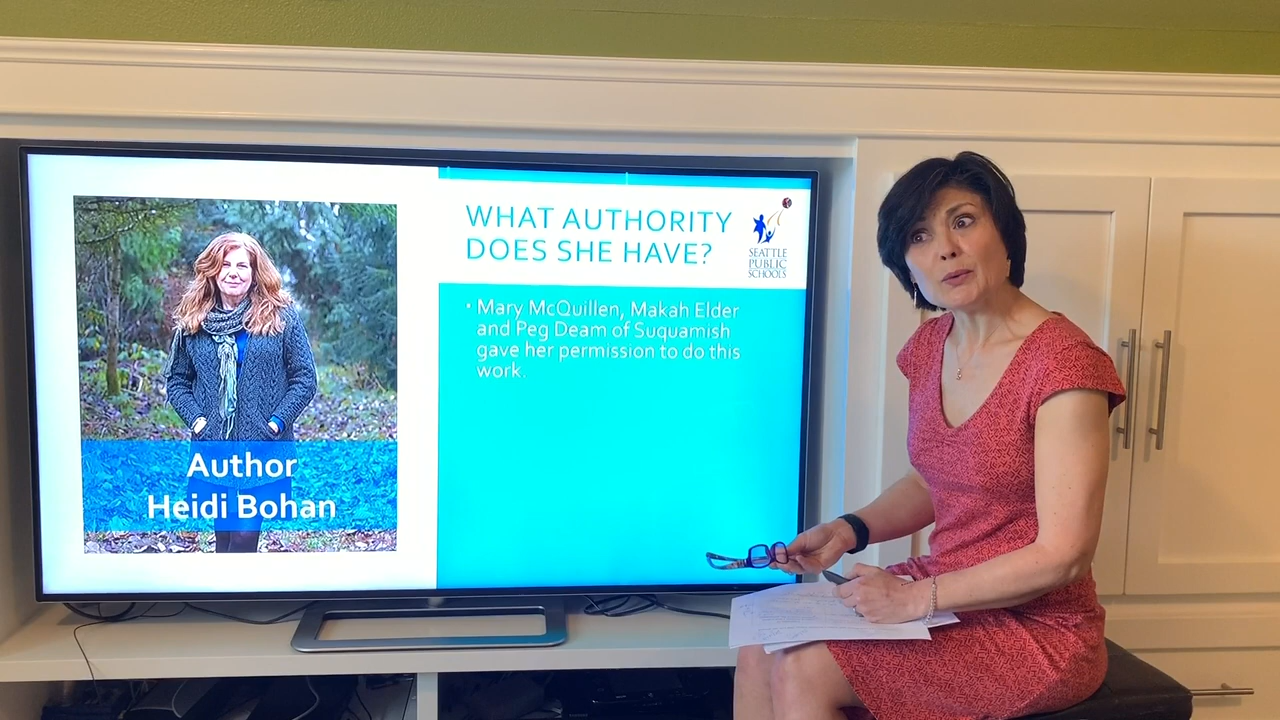 Author
Heidi Bohan
WHAT AUTHORITY
DOES SHE HAVE?
SEATTLE
PUBLIC
SCHOOLS
• Mary McQuillen, Makah Elder
and Peg Deam of Suquamish
gave her permission to do this
work.